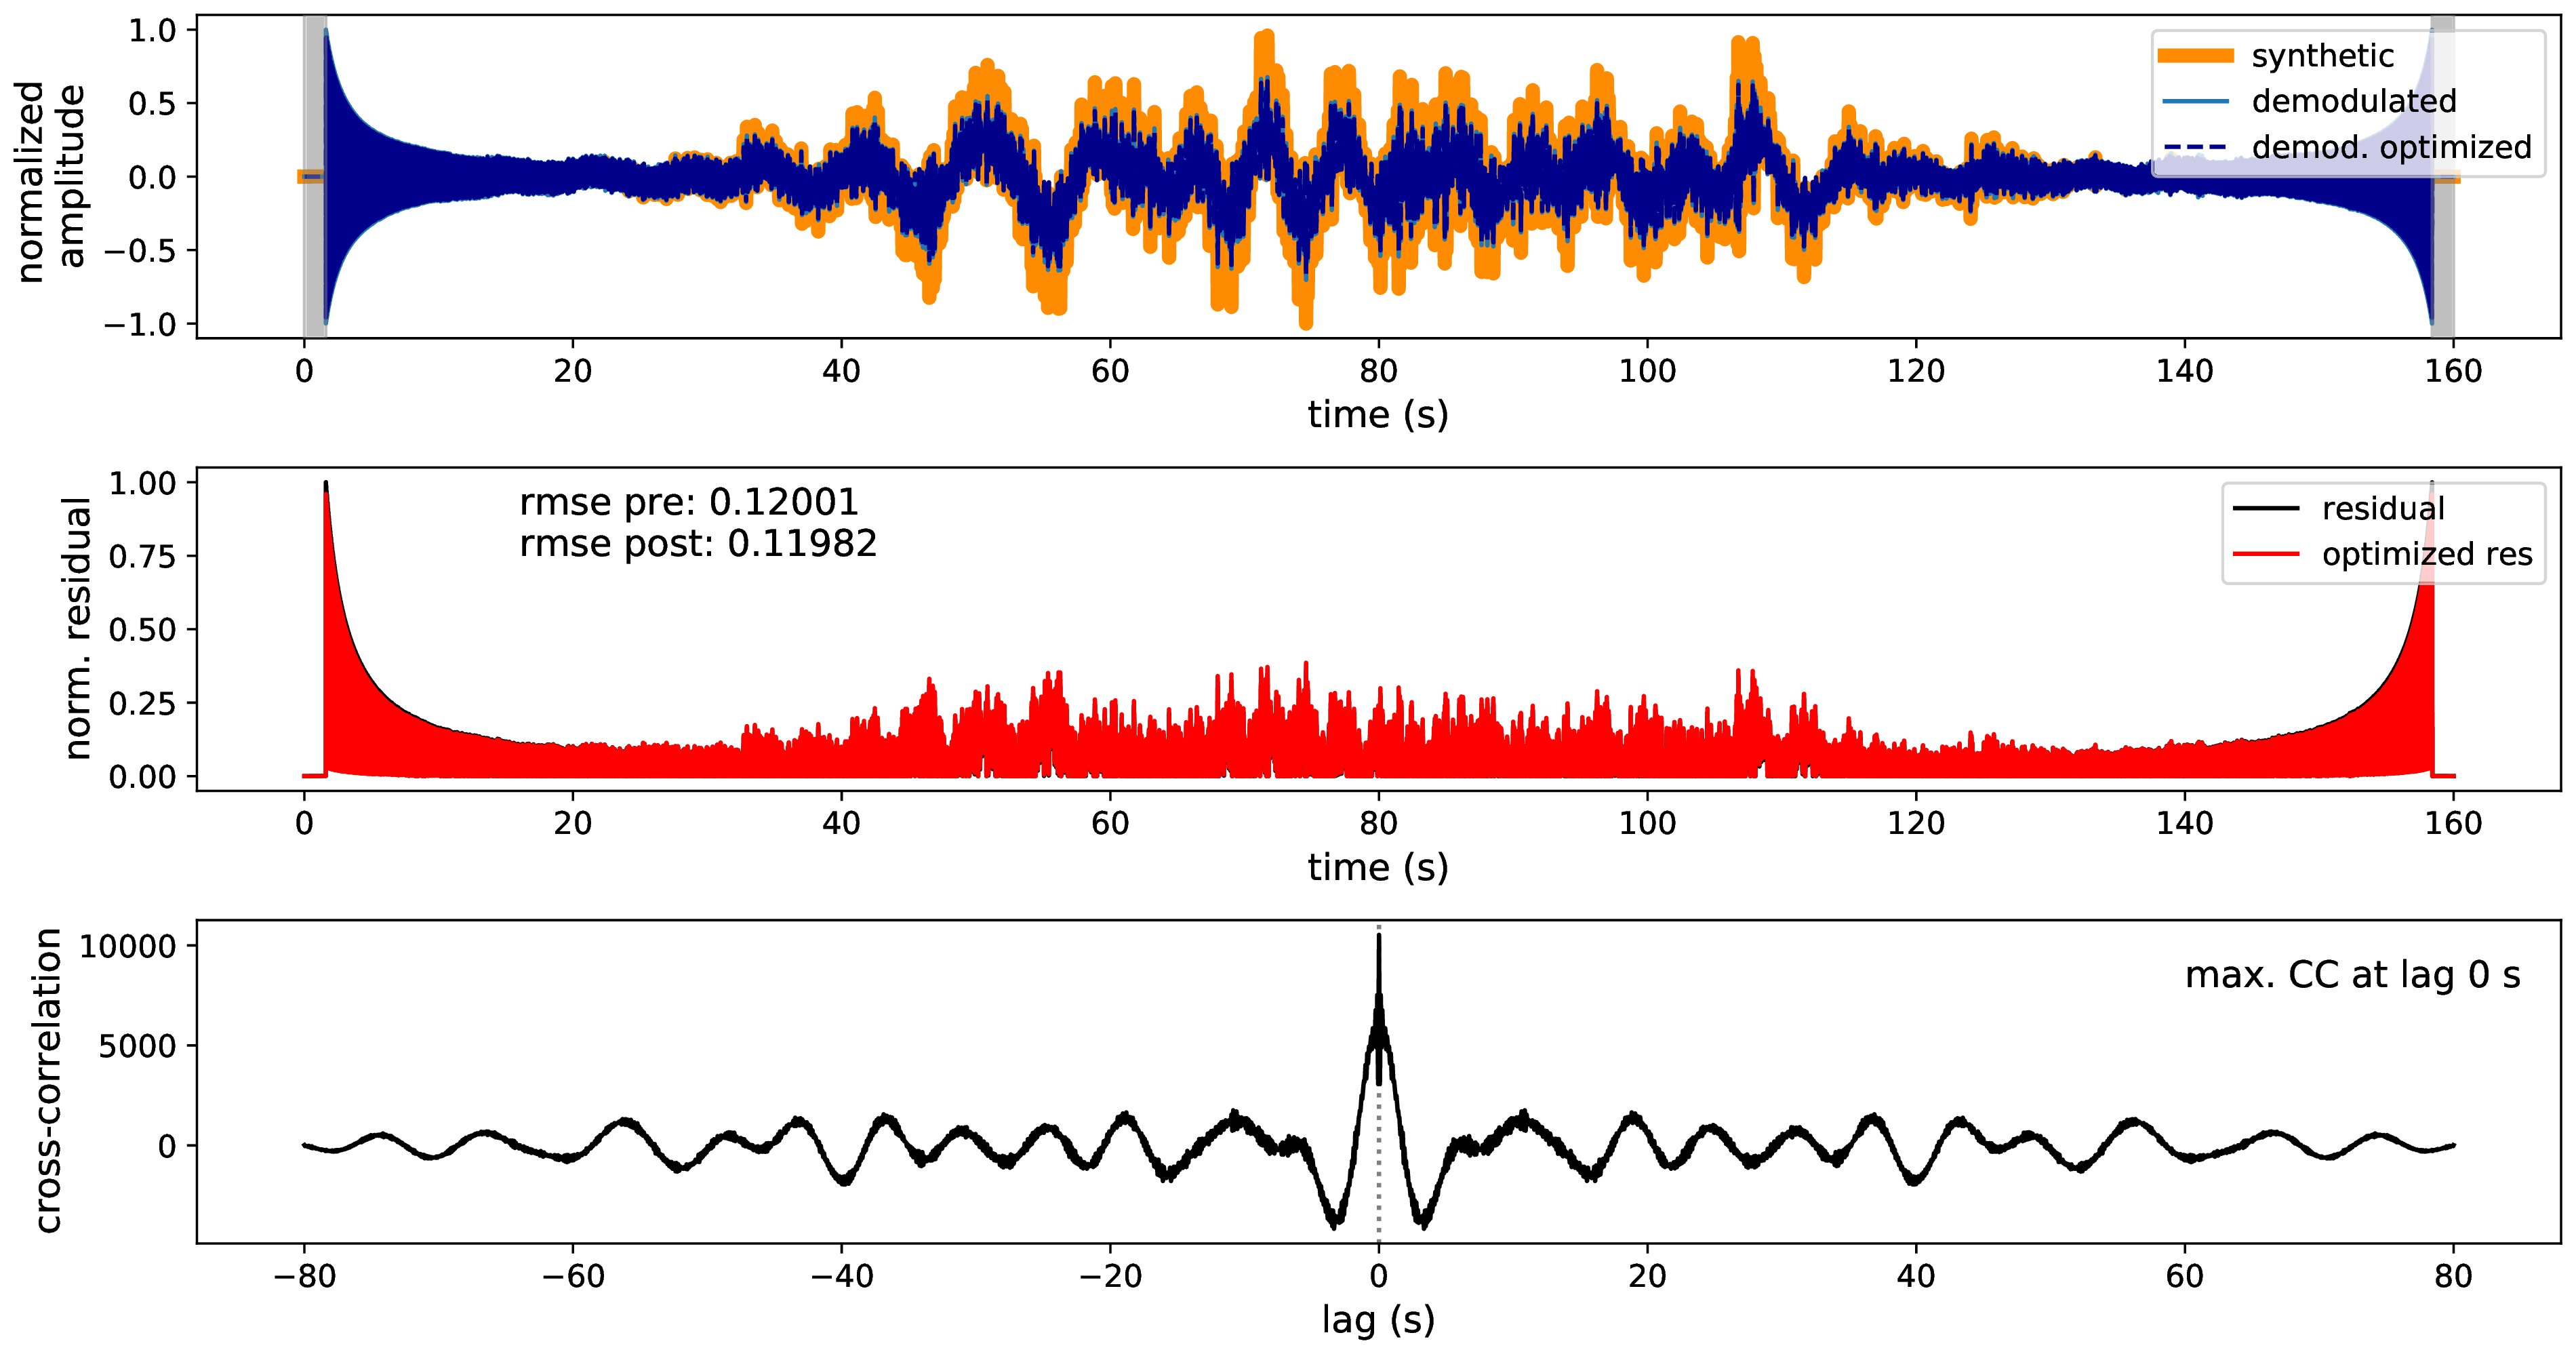 1.0
0.5
0.0
−0.5
−1.0
normalized
amplitude
synthetic
demodulated
demod. optimized
0 20 40 60 80 100 120 140 160
time (s)
1.00
0.75
0.50
0.25
0.00
norm. residual
rmse pre: 0.12001
rmse post: 0.11982
residual
optimized res
0 20 40 60 80 100 120 140 160
time (s)
10000
5000
0
cross-correlation
max. CC at lag 0 s
−80 −60 −40 −20 0 20 40 60 80
lag (s)